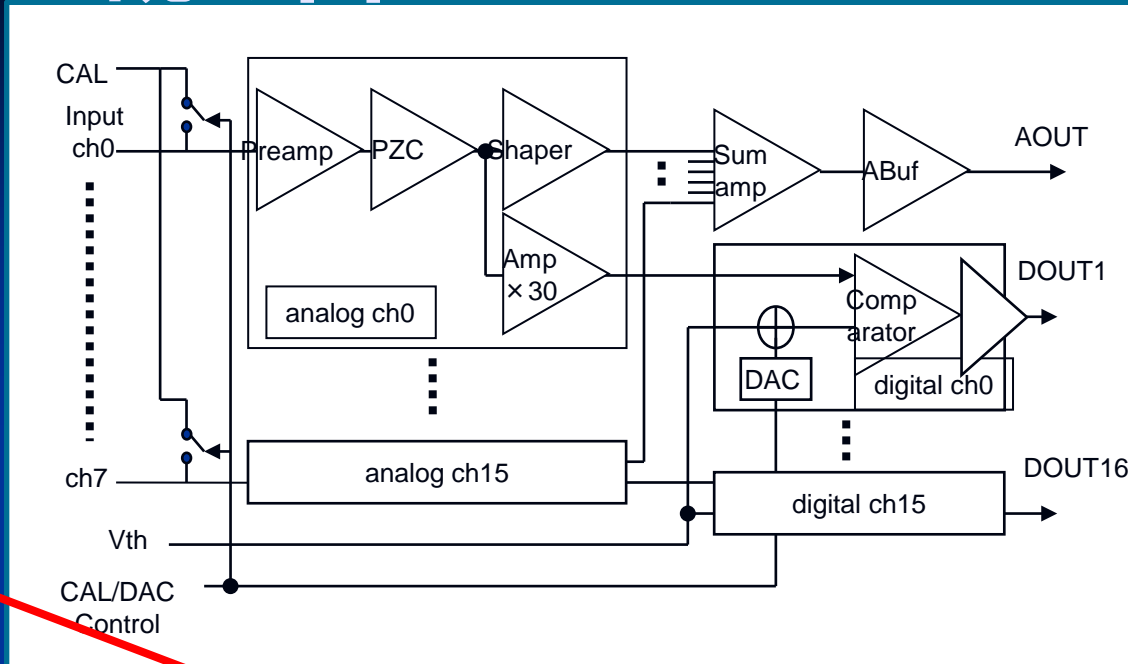 CAL
Input
ch0
Preamp
PZC
Shaper
Sum
amp
ABuf
AOUT
Amp
×30
analog ch0
Comp
arator
DOUT1
DAC
digital ch0
ch7
analog ch15
digital ch15
DOUT16
Vth
CAL/DAC
Control